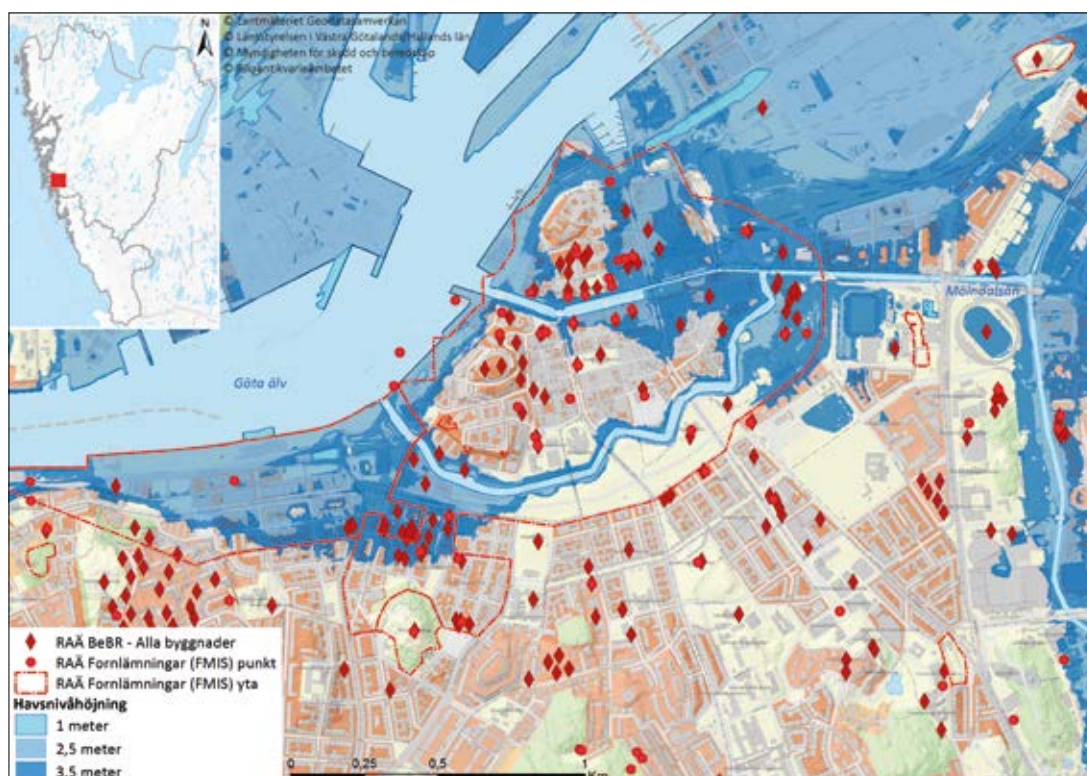 N
© Lantmäteriet Geodatasamverkan
© Länsstyrelsen i Västra Götalands/Hallands län
© Myndigheten för skydd och beredskap
© Riksantikvarieämbetet
Mölndalsån
Göta älv
RAÄ BeBR - Alla byggnader
RAÄ Fornlämningar (FMIS) punkt
RAÄ Fornlämningar (FMIS) yta
Havsnivåhöjning
1 meter
2,5 meter
3,5 meter
0 0,25 0,5 1
Km